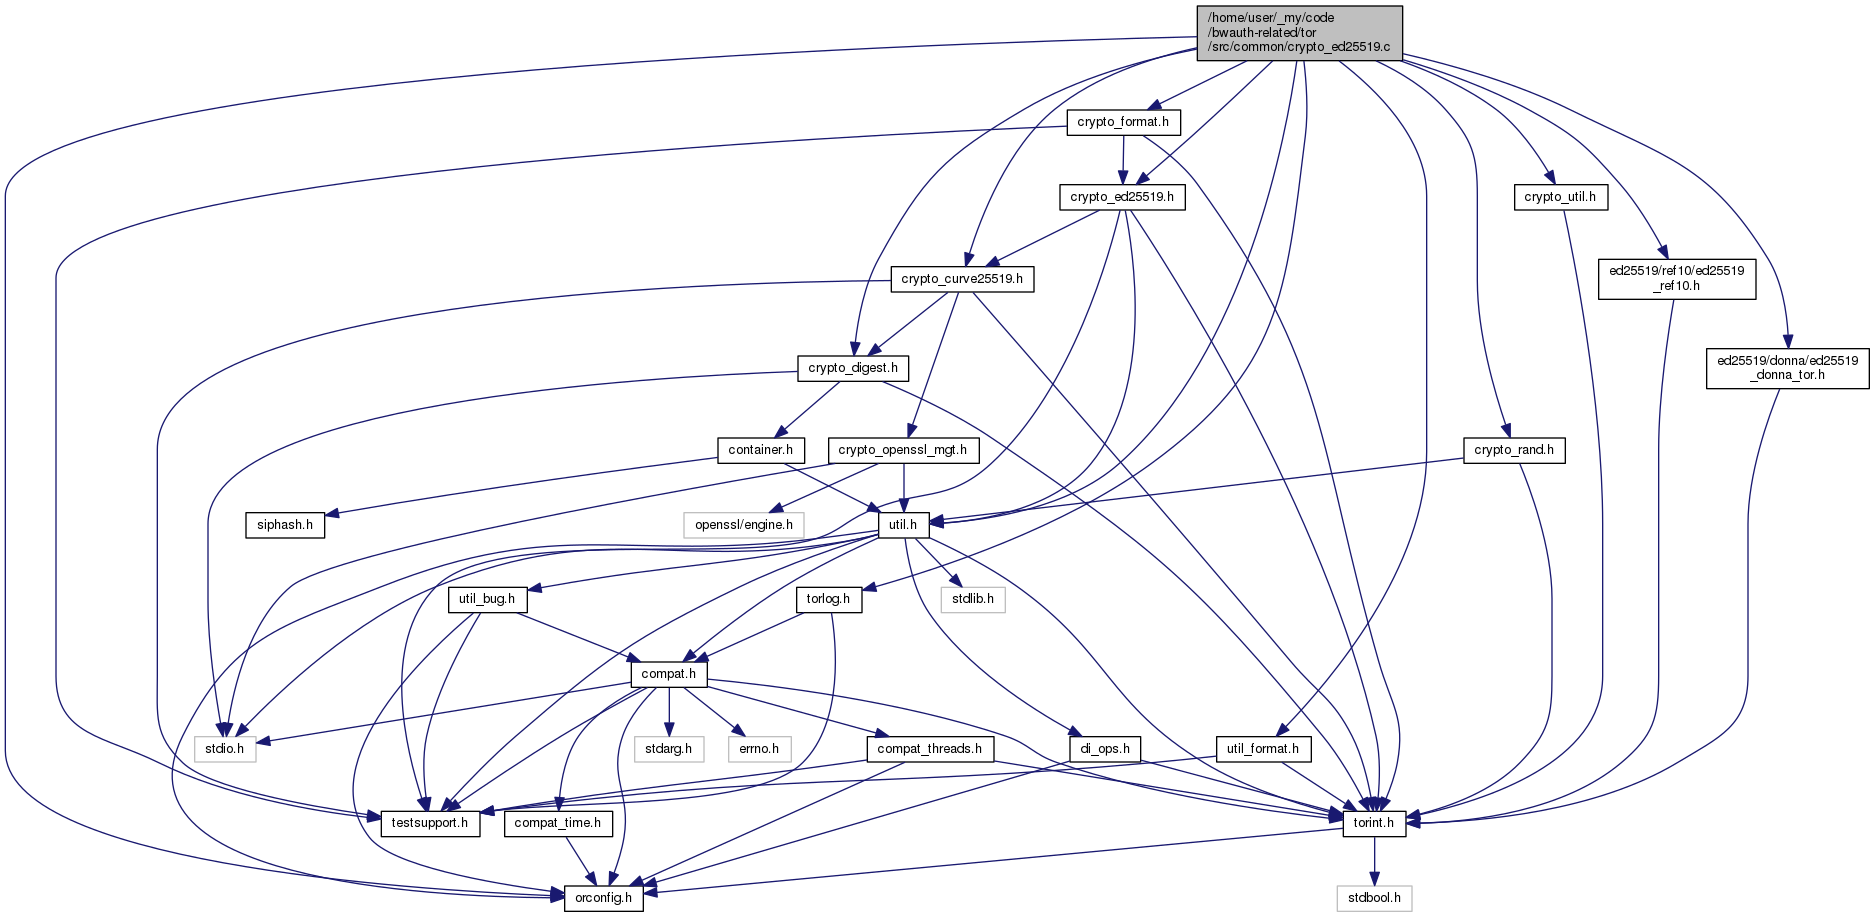 /home/user/_my/code
/bwauth-related/tor
/src/common/crypto_ed25519.c
crypto_format.h
crypto_ed25519.h
crypto_util.h
crypto_curve25519.h
ed25519/ref10/ed25519
_ref10.h
crypto_digest.h
ed25519/donna/ed25519
_donna_tor.h
container.h
crypto_openssl_mgt.h
crypto_rand.h
siphash.h
openssl/engine.h
util.h
util_bug.h
torlog.h
stdlib.h
compat.h
stdio.h
stdarg.h
errno.h
compat_threads.h
di_ops.h
util_format.h
testsupport.h
compat_time.h
torint.h
orconfig.h
stdbool.h